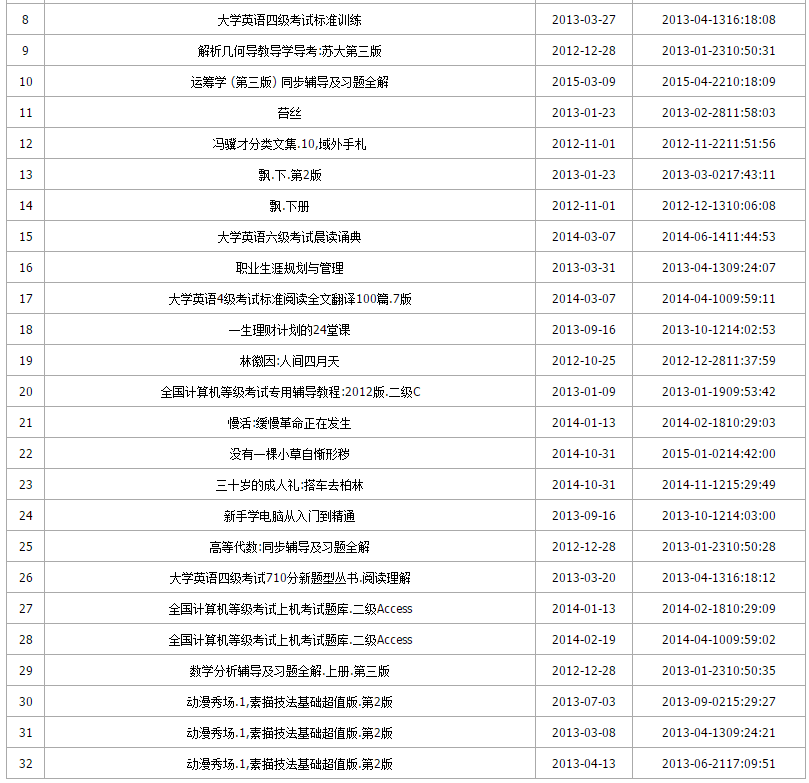 8 大学英语四级考试标准训练 2013-03-27 2013-04-1316:18:08
9 解析几何导教导学导考:苏大第三版 2012-12-28 2013-01-2310:50:31
10 运筹学 (第三版) 同步辅导及习题全解 2015-03-09 2015-04-2210:18:09
11 苔丝 2013-01-23 2013-02-2811:58:03
12 冯骥才分类文集.10,域外手札 2012-11-01 2012-11-2211:51:56
13 飘.下.第2版 2013-01-23 2013-03-0217:43:11
14 飘.下册 2012-11-01 2012-12-1310:06:08
15 大学英语六级考试晨读诵典 2014-03-07 2014-06-1411:44:53
16 职业生涯规划与管理 2013-03-31 2013-04-1309:24:07
17 大学英语4级考试标准阅读全文翻译100篇.7版 2014-03-07 2014-04-1009:59:11
18 一生理财计划的24堂课 2013-09-16 2013-10-1214:02:53
19 林徽因:人间四月天 2012-10-25 2012-12-2811:37:59
20 全国计算机等级考试专用辅导教程:2012版.二级C 2013-01-09 2013-01-1909:53:42
21 慢活:缓慢革命正在发生 2014-01-13 2014-02-1810:29:03
22 没有一棵小草自惭形秽 2014-10-31 2015-01-0214:42:00
23 三十岁的成人礼:搭车去柏林 2014-10-31 2014-11-1215:29:49
24 新手学电脑从入门到精通 2013-09-16 2013-10-1214:03:00
25 高等代数:同步辅导及习题全解 2012-12-28 2013-01-2310:50:28
26 大学英语四级考试710分新题型丛书.阅读理解 2013-03-20 2013-04-1316:18:12
27 全国计算机等级考试上机考试题库.二级Access 2014-01-13 2014-02-1810:29:09
28 全国计算机等级考试上机考试题库.二级Access 2014-02-19 2014-04-1009:59:02
29 数学分析辅导及习题全解.上册.第三版 2012-12-28 2013-01-2310:50:35
30 动漫秀场.1,素描技法基础超值版.第2版 2013-07-03 2013-09-0215:29:27
31 动漫秀场.1,素描技法基础超值版.第2版 2013-03-08 2013-04-1309:24:21
32 动漫秀场.1,素描技法基础超值版.第2版 2013-04-13 2013-06-2117:09:51